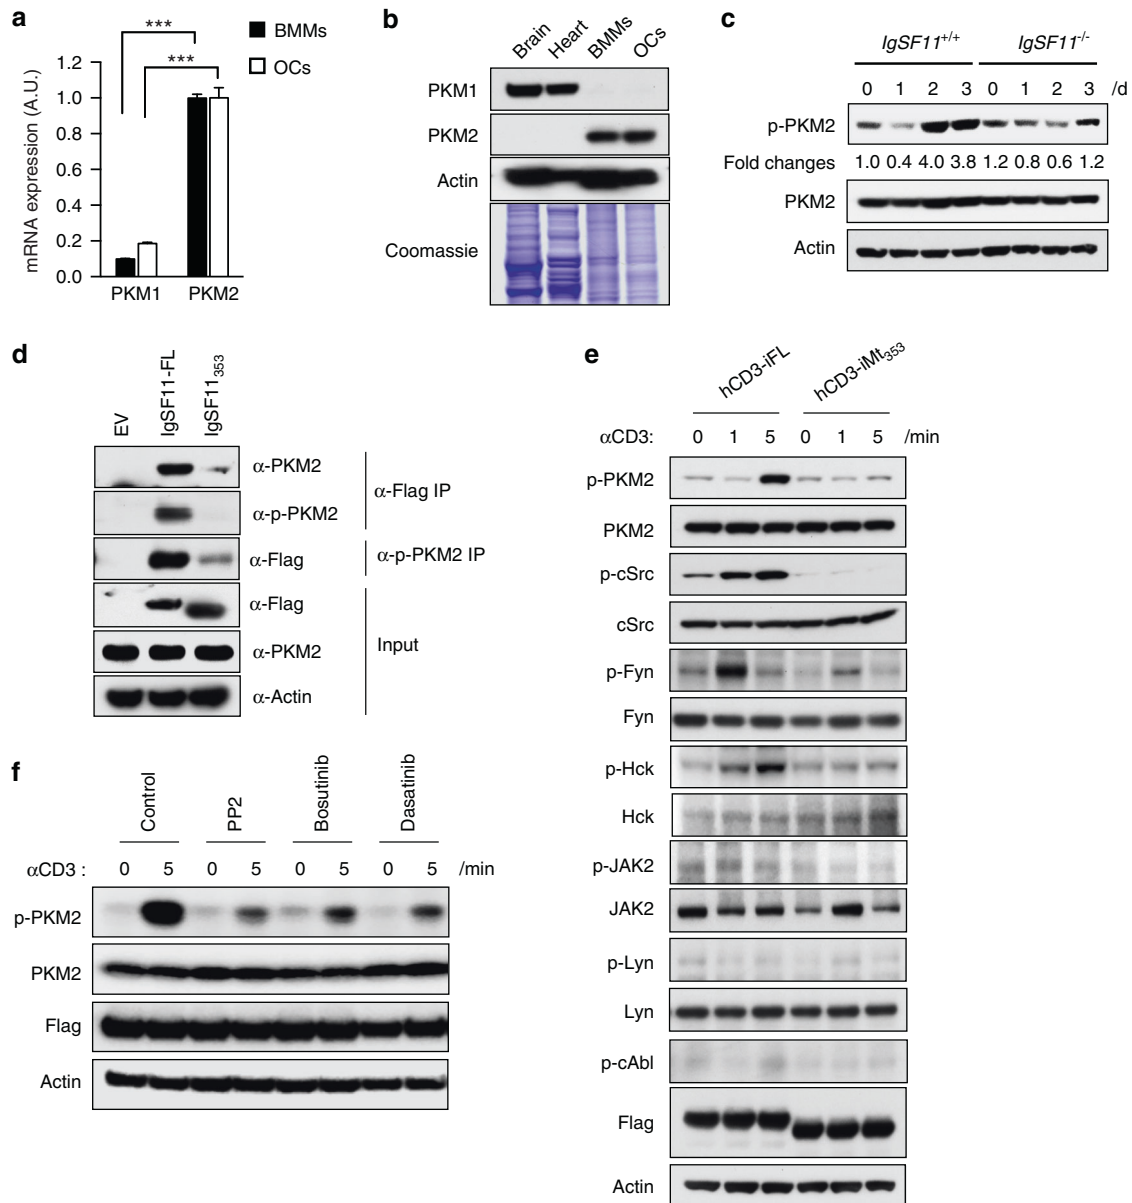 a
*** 
***
BMMs
OCs
mRNA expression (A.U.)
1.2
1.0
0.8
0.6
0.4
0.2
0.0
PKM1 PKM2
b
Brain Heart BMMs OCs
PKM1
PKM2
Actin
Coomassie
c
IgSF11+/+ IgSF11-/-
0 1 2 3 0 1 2 3 /d
p-PKM2
Fold changes 1.0 0.4 4.0 3.8 1.2 0.8 0.6 1.2
PKM2
Actin
d
EV IgSF11-FL IgSF11353
α-PKM2
α-p-PKM2
α-Flag IP
α-Flag
α-p-PKM2 IP
α-Flag
α-PKM2
α-Actin
Input
e
hCD3-iFL hCD3-iMt353
αCD3: 0 1 5 0 1 5 /min
p-PKM2
PKM2
p-cSrc
cSrc
p-Fyn
Fyn
p-Hck
Hck
p-JAK2
JAK2
p-Lyn
Lyn
p-cAbl
Flag
Actin
f
Control PP2 Bosutinib Dasatinib
αCD3 : 0 5 0 5 0 5 0 5 /min
p-PKM2
PKM2
Flag
Actin